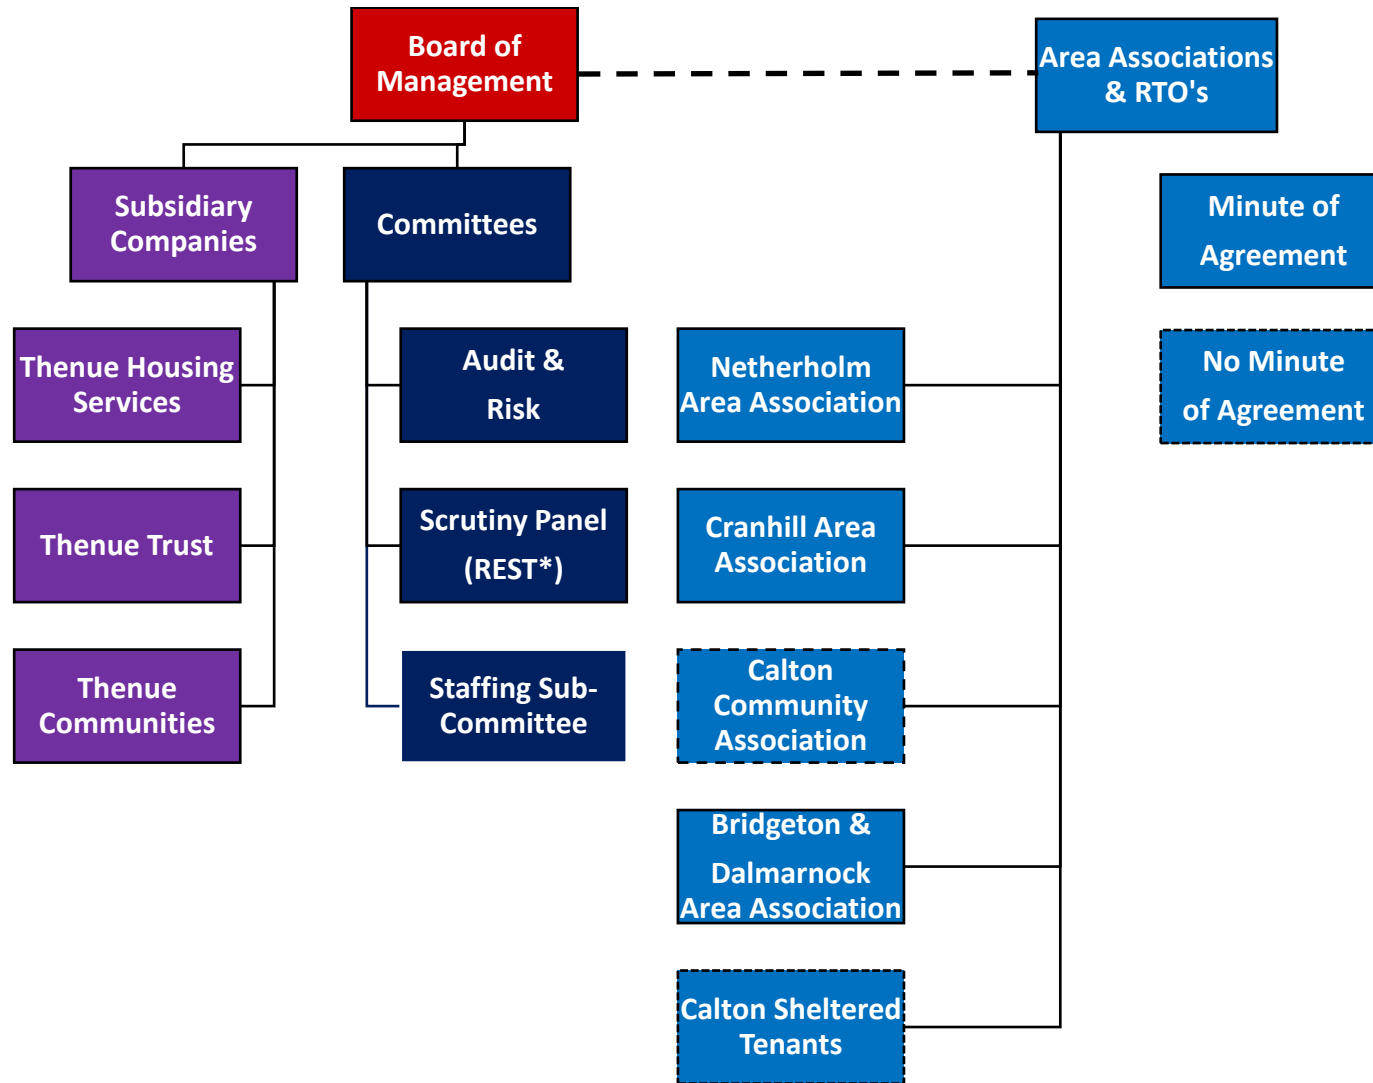 Board of
Management
Area Associations
& RTO's
Subsidiary
Companies
Committees
Minute of
Agreement
Thenue Housing
Services
Audit &
Risk
Netherholm
Area Association
No Minute
of Agreement
Thenue Trust
Scrutiny Panel
(REST*)
Cranhill Area
Association
Thenue
Communities
Staffing Sub-
Committee
Calton
Community
Association
Bridgeton &
Dalmarnock
Area Association
Calton Sheltered
Tenants